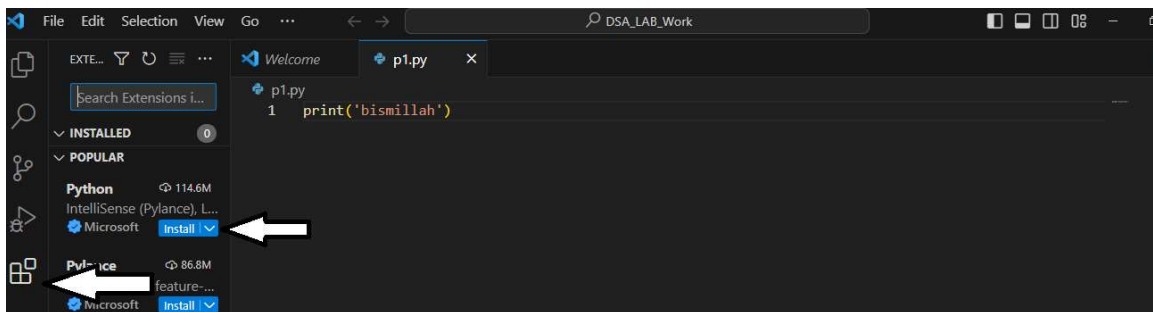 File Edit Selection View Go ··· DSA_LAB_Work
EXTE... Welcome p1.py
Search Extensions i...
p1.py
1 print('bismillah')
INSTALLED 0
POPULAR
Python 114.6M
IntelliSense (Pylance), L...
Microsoft Install
86.8M
feature-...
Microsoft Install